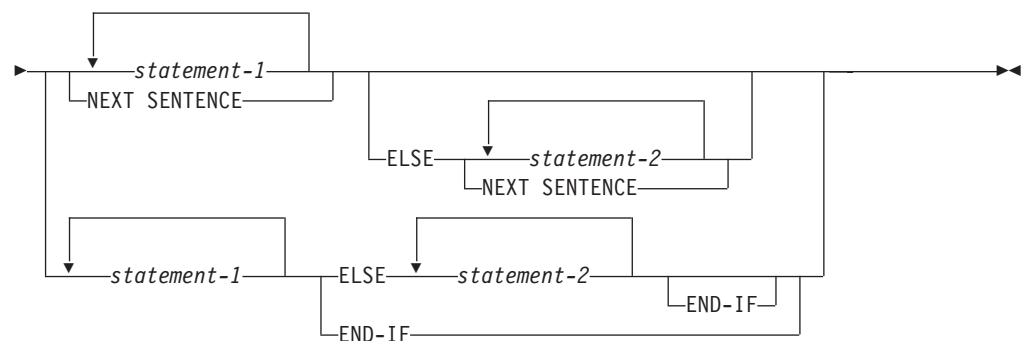 statement-1
NEXT SENTENCE
ELSE statement-2
NEXT SENTENCE
statement-1 ELSE statement-2
END-IF
END-IF